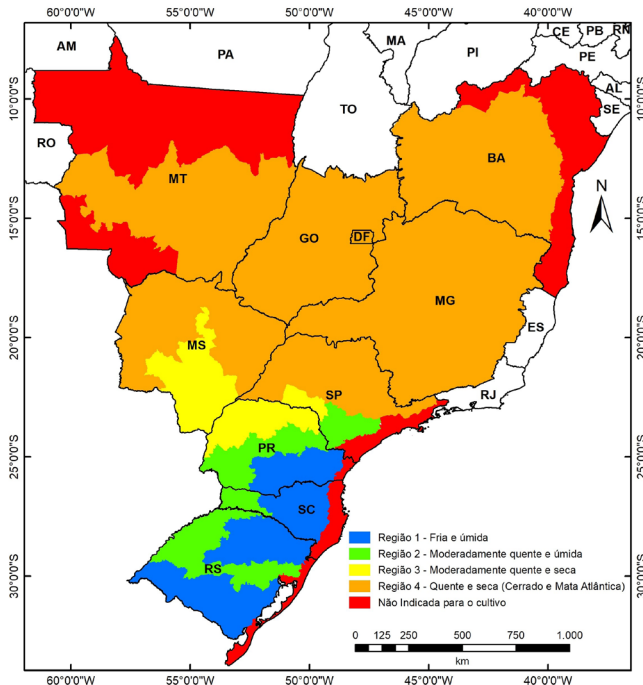 60°0'0"W 55°0'0"W 50°0'0"W 45°0'0"W 40°0'0"W
AM
PA
MA
PI
CE
PB
RN
PE
AL
SE
TO
RO
BA
MT
N
GO
DF
MG
ES
MS
SP
RJ
PR
SC
RS
10°0'0"S 10°0'0"S
15°0'0"S 15°0'0"S
20°0'0"S 20°0'0"S
25°0'0"S 25°0'0"S
30°0'0"S 30°0'0"S
Região 1 - Fria e úmida
Região 2 - Moderadamente quente e úmida
Região 3 - Moderadamente quente e seca
Região 4 - Quente e seca (Cerrado e Mata Atlântica)
Não Indicada para o cultivo
0 125 250 500 750 1.000
km
60°0'0"W 55°0'0"W 50°0'0"W 45°0'0"W 40°0'0"W